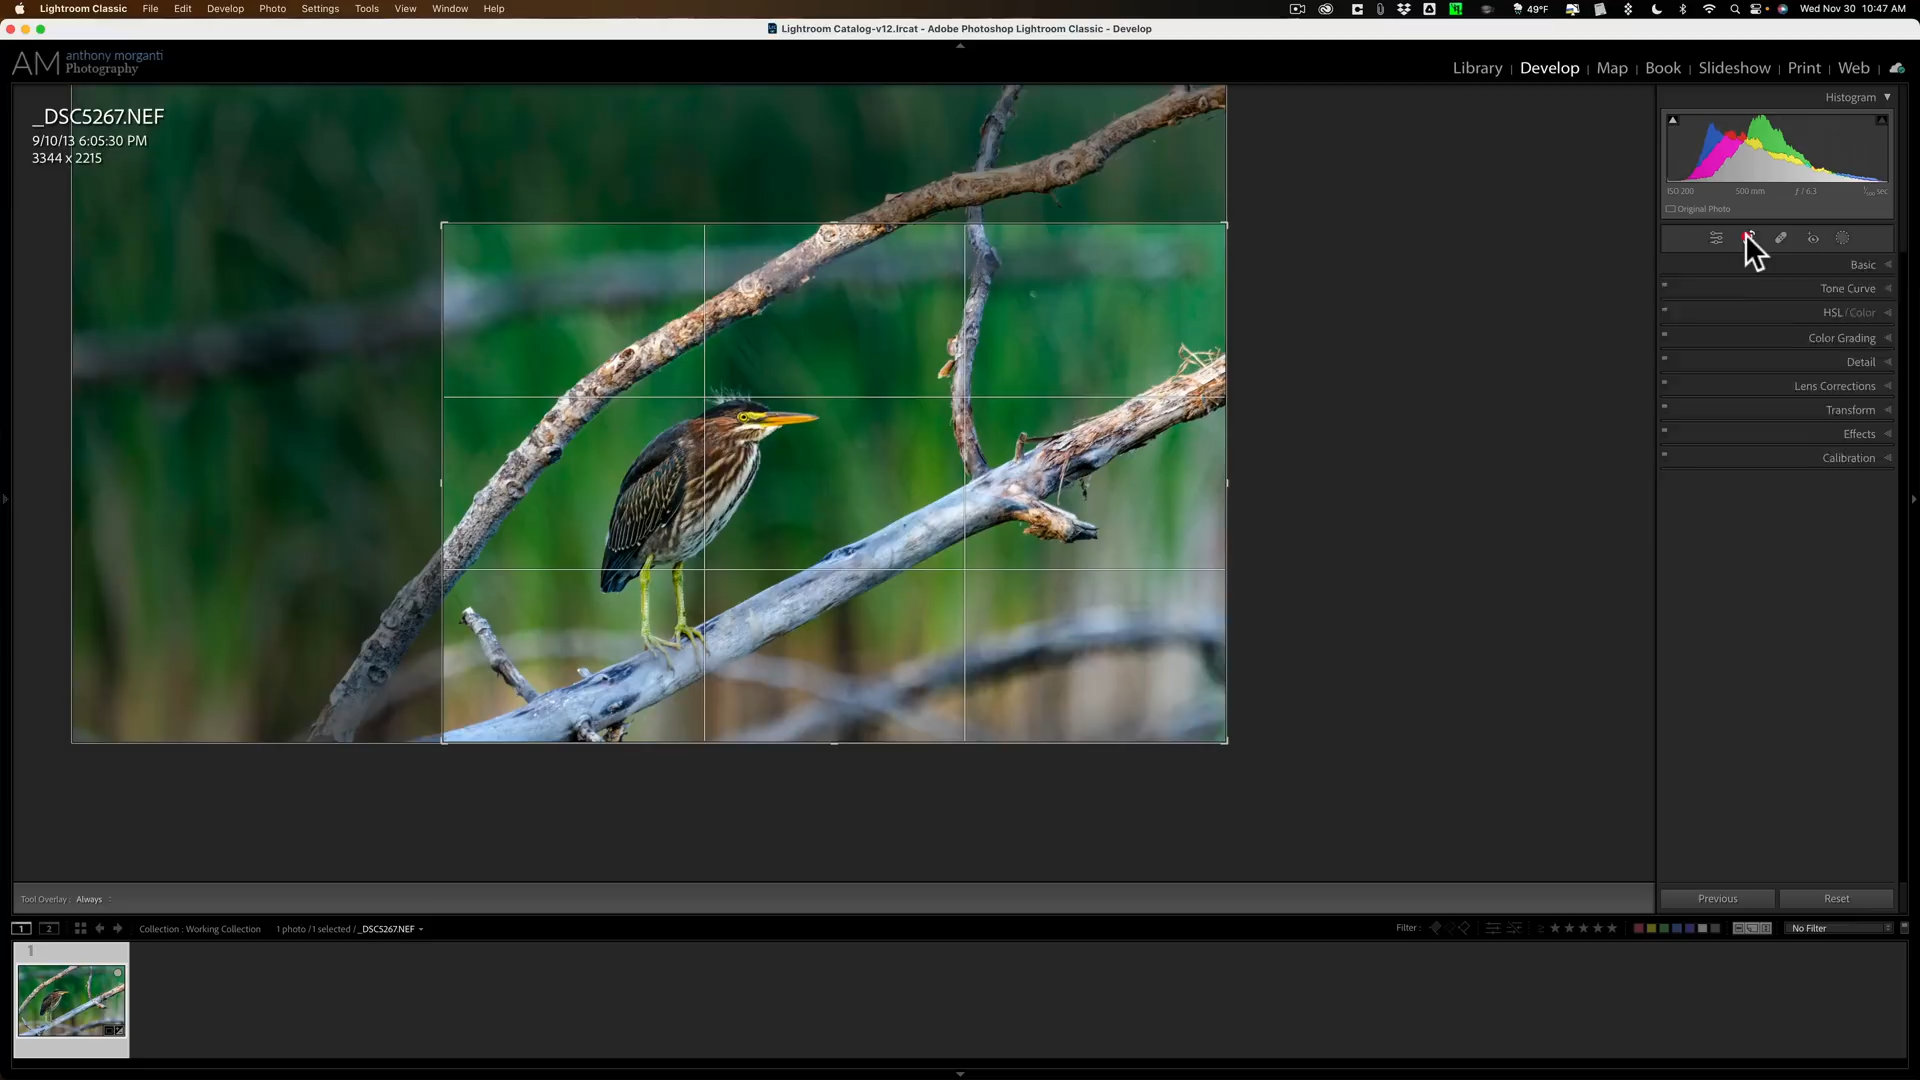 Lightroom Classic File Edit Develop Photo Settings Tools View Window Help 49°F Wed Nov 30 10:47 AM
Lightroom Catalog-v12.lrcat - Adobe Photoshop Lightroom Classic - Develop
AM anthony morganti Photography
Library | Develop | Map | Book | Slideshow | Print | Web
_DSC5267.NEF
9/10/13 6:05:30 PM
3344 x 2215
Histogram
ISO 200 500 mm ƒ / 6.3 sec
Original Photo
Basic
Tone Curve
HSL / Color
Color Grading
Detail
Lens Corrections
Transform
Effects
Calibration
Tool Overlay : Always
Previous Reset
1 2 Collection : Working Collection 1 photo / 1 selected / _DSC5267.NEF Filter : No Filter
1